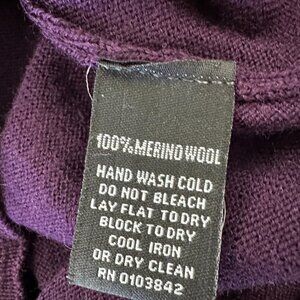 100% MERINO WOOL
HAND WASH COLD
DO NOT BLEACH
LAY FLAT TO DRY
BLOCK TO DRY
COOL IRON
OR DRY CLEAN
RN 0103842